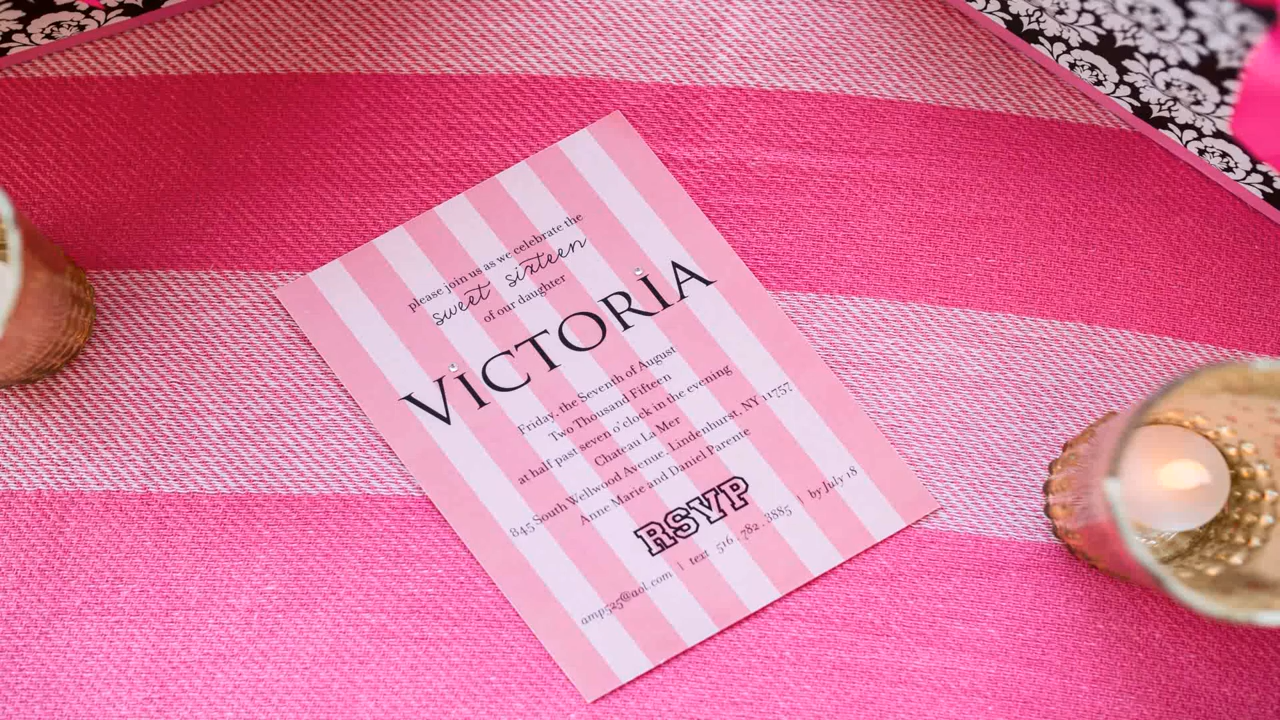 please join us as we celebrate the
sweet sixteen
of our daughter
VICTORIA
Friday, the Seventh of August
Two Thousand Fifteen
at half past seven o'clock in the evening
Chateau La Mer
845 South Wellwood Avenue, Lindenhurst, NY 11757
Anne Marie and Daniel Parente
RSVP
amp525@aol.com | text 516.782.3885 | by July 18